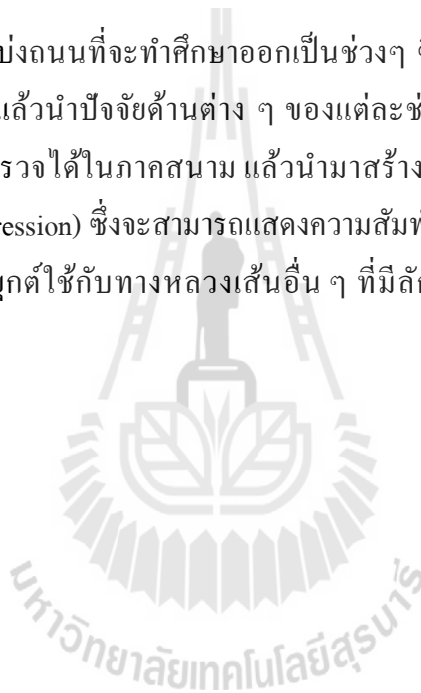 บ่งถนนที่จะทำศึกษาออกเป็นช่วงๆ
แล้วนำปัจจัยด้านต่าง ๆ ของแต่ละช่
รวจได้ในภาคสนาม แล้วนำมาสร้าง
ression) ซึ่งจะสามารถแสดงความสัมพั
ยุกต์ใช้กับทางหลวงเส้นอื่น ๆ ที่มีลัก
มหาวิทยาลัยเทคโนโลยีสุรนารี